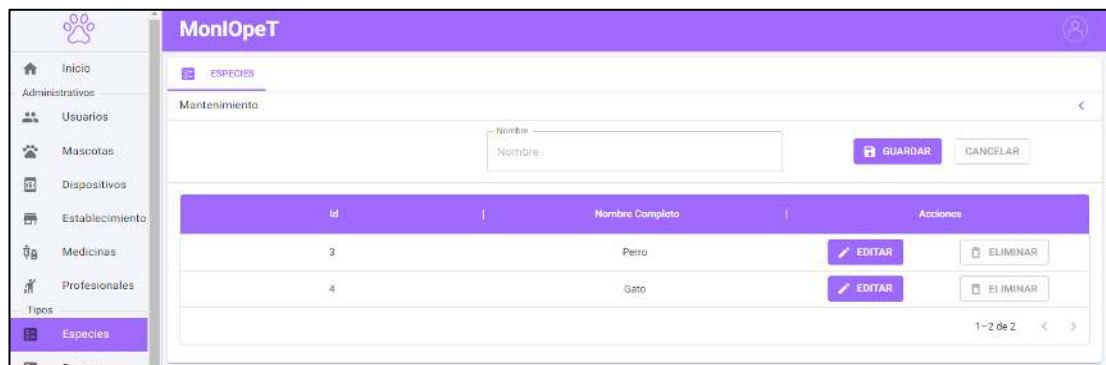 MonIOpeT
Inicio
Administrativos
Usuarios
Mascotas
Dispositivos
Establecimiento
Medicinas
Profesionales
Tipos
Especies
ESPECIES
Mantenimiento
Nombre
Nombre
GUARDAR
CANCELAR
Id | Nombre Completo | Acciones
3 Perro EDITAR ELIMINAR
4 Gato EDITAR ELIMINAR
1-2 de 2